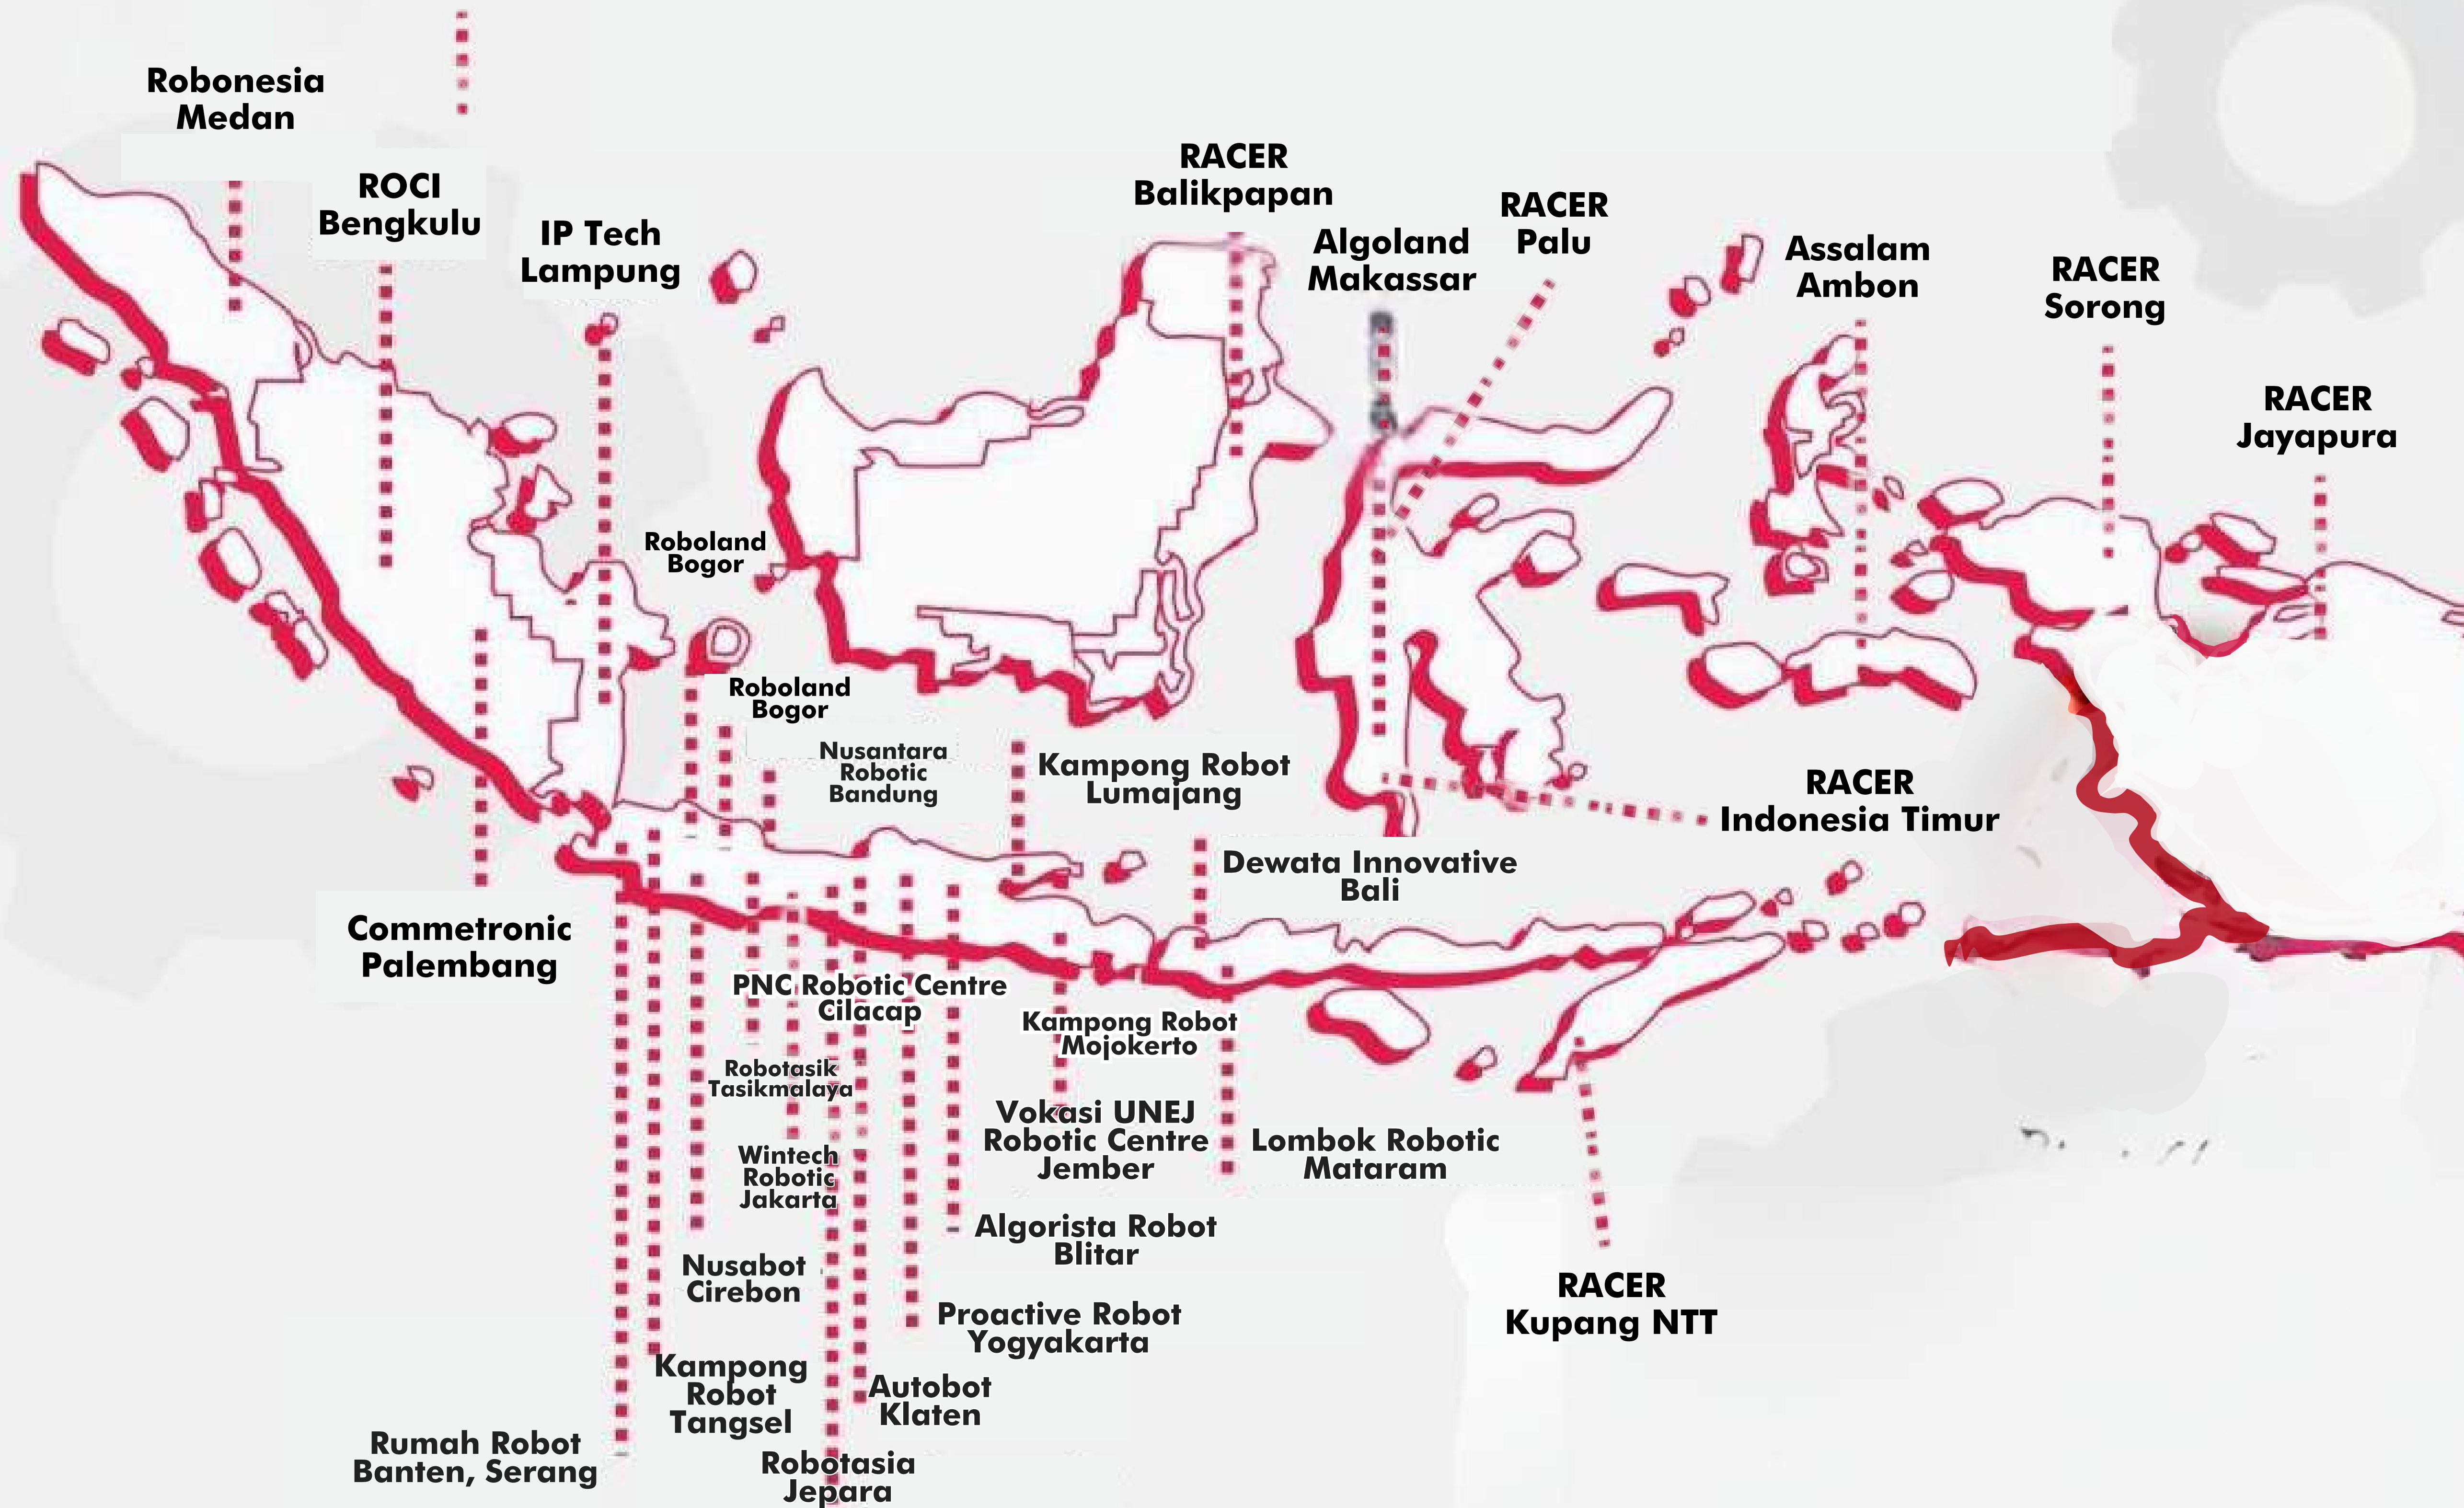 Robonesia
Medan
ROCI
Bengkulu
IP Tech
Lampung
RACER
Balikpapan
Algoland
Makassar
RACER
Palu
Assalam
Ambon
RACER
Sorong
RACER
Jayapura
Roboland
Bogor
Roboland
Bogor
Nusantara
Robotic
Bandung
Kampong Robot
Lumajang
RACER
Indonesia Timur
Dewata Innovative
Bali
Commetronic
Palembang
PNC Robotic Centre
Cilacap
Kampong Robot
Mojokerto
Robotasik
Tasikmalaya
Vokasi UNEJ
Robotic Centre
Jember
Lombok Robotic
Mataram
Wintech
Robotic
Jakarta
Algorista Robot
Blitar
Nusabot
Cirebon
RACER
Kupang NTT
Proactive Robot
Yogyakarta
Kampong
Robot
Tangsel
Autobot
Klaten
Rumah Robot
Banten, Serang
Robotasia
Jepara